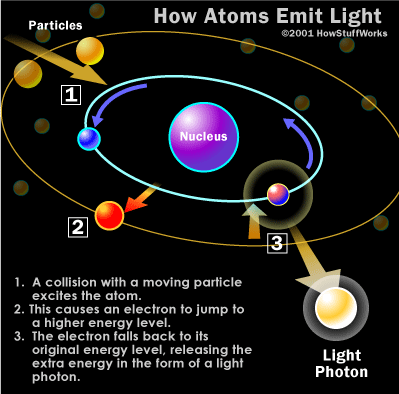 How Atoms Emit Light
©2001 HowStuffWorks
Particles
1
Nucleus
2
3
1. A collision with a moving particle
excites the atom.
2. This causes an electron to jump to
a higher energy level.
3. The electron falls back to its
original energy level, releasing the
extra energy in the form of a light
photon.
Light
Photon